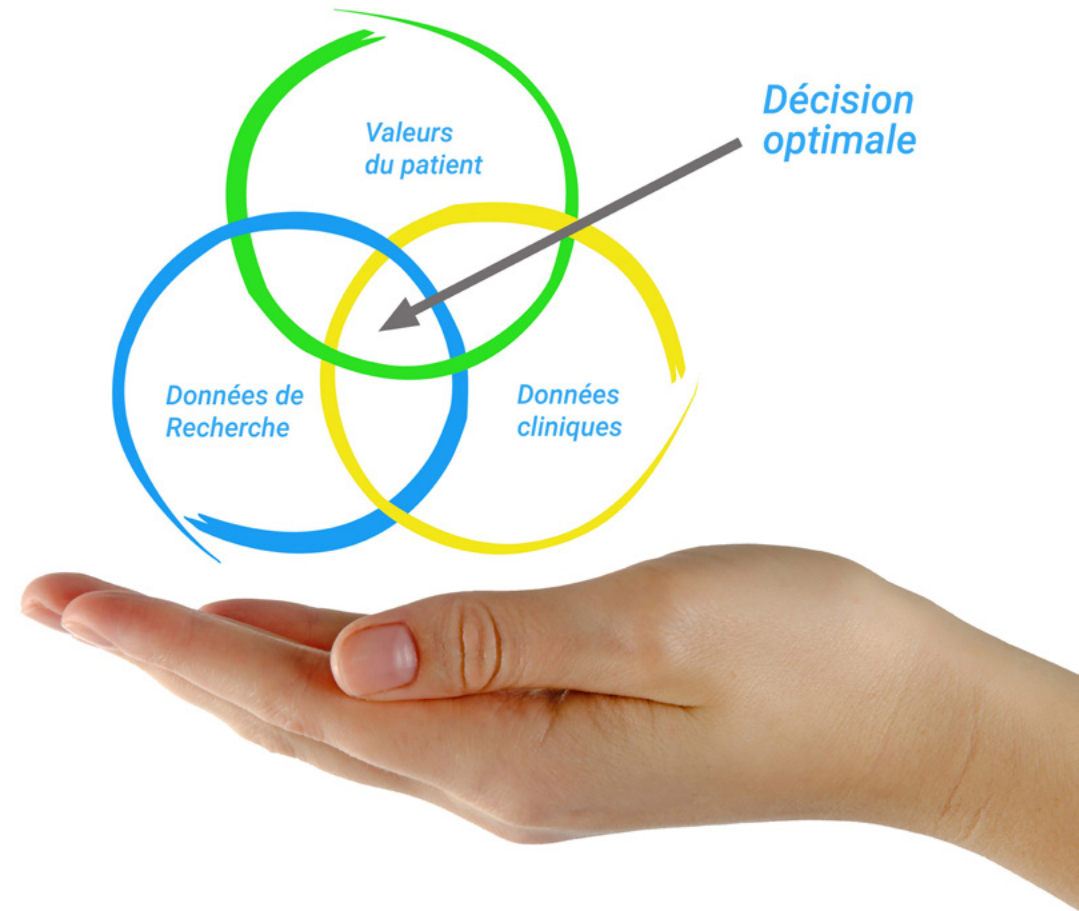 Décision
optimale
Valeurs
du patient
Données de
Recherche
Données
cliniques